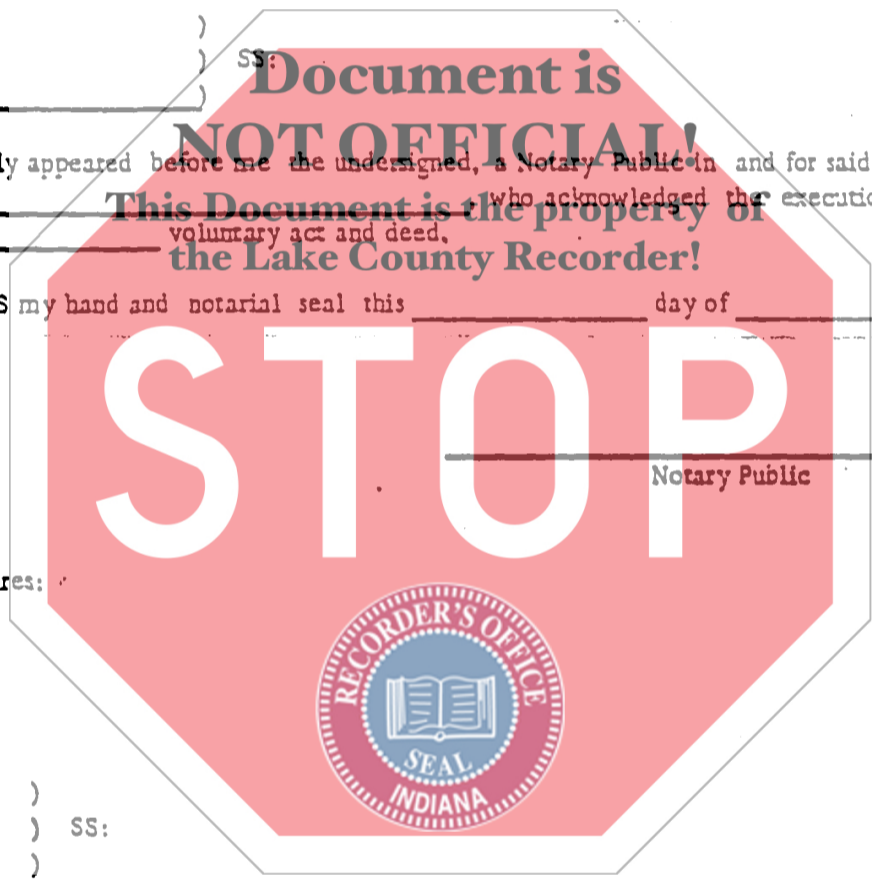 )
) SS:
)
Document is
NOT OFFICIAL!
ly appeared before me the undersigned, a Notary Public in and for said
, who acknowledged the executio
This Document is the property of
voluntary act and deed.
the Lake County Recorder!
S my hand and notarial seal this day of
STOP
Notary Public
res:
RECORDER'S OFFICE
SEAL
INDIANA
)
) SS:
)